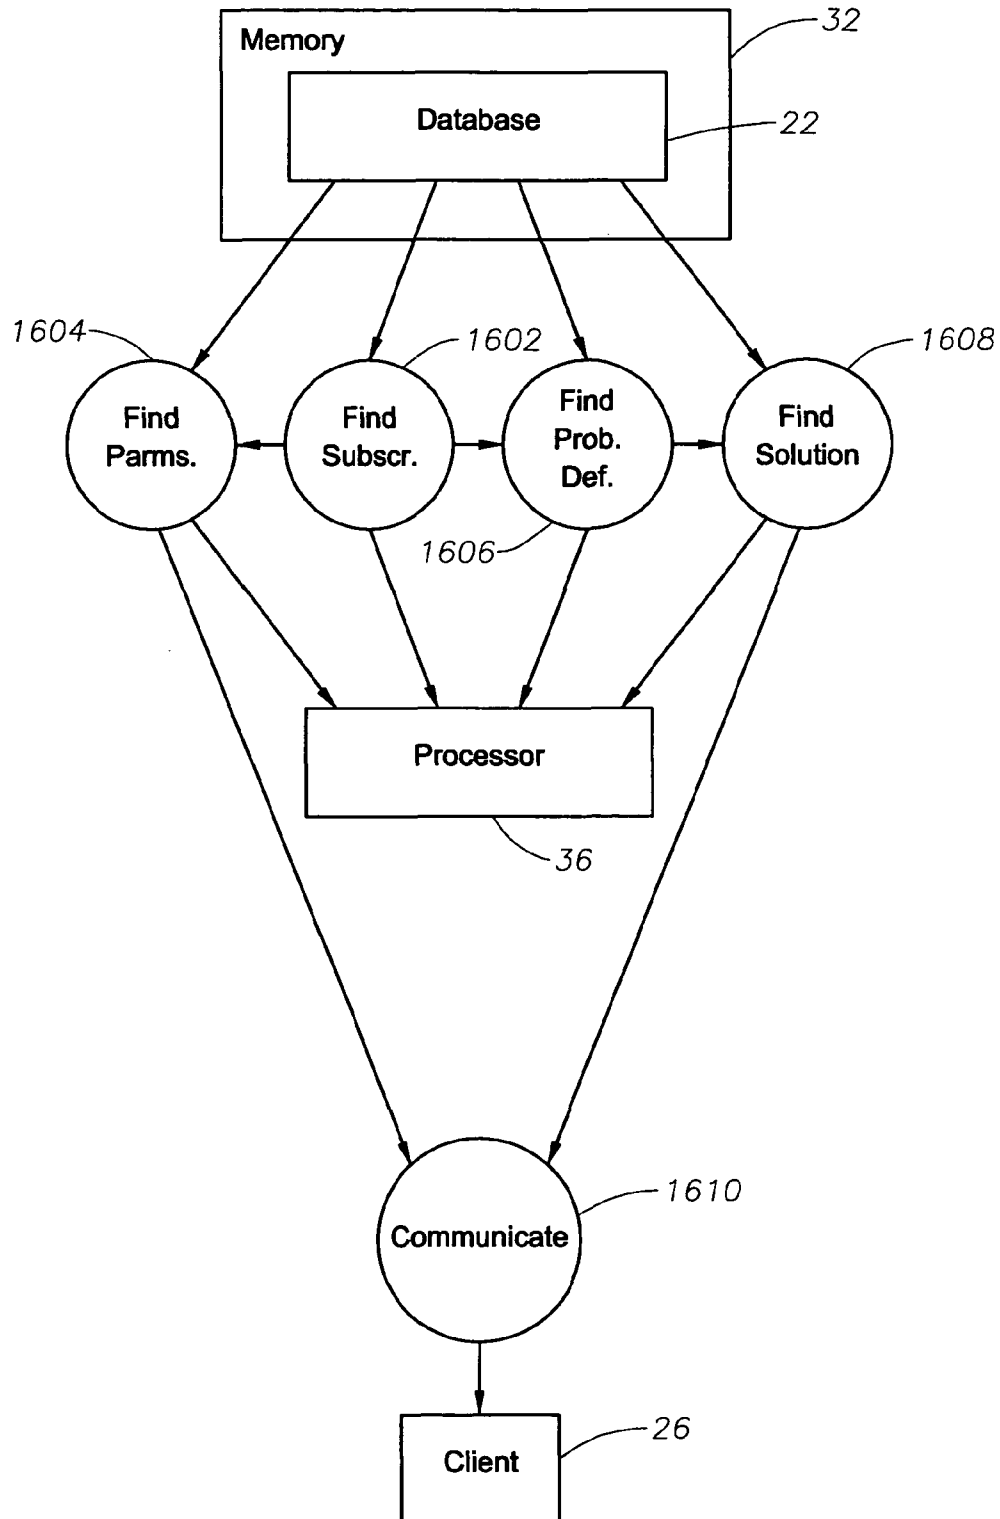 32
Memory
Database
22
1604
1602
1608
Find
Parms.
Find
Subscr.
Find
Prob.
Def.
Find
Solution
1606
Processor
36
1610
Communicate
26
Client